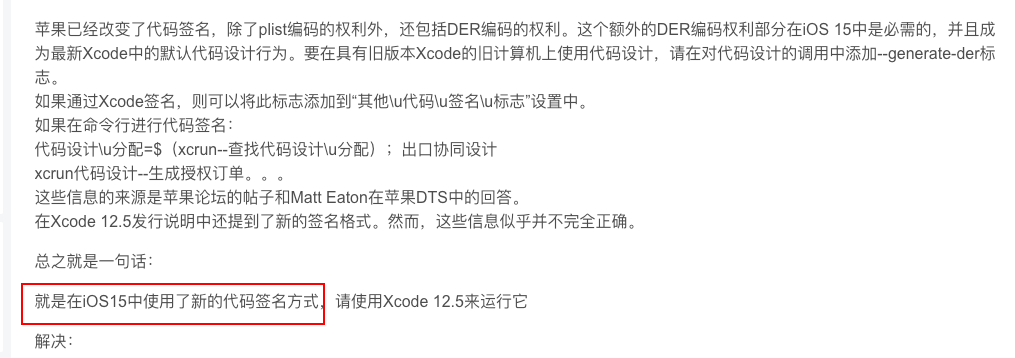 苹果已经改变了代码签名，除了plist编码的权利外，还包括DER编码的权利。这个额外的DER编码权利部分在iOS 15中是必需的，并且成
为最新Xcode中的默认代码设计行为。要在具有旧版本Xcode的旧计算机上使用代码设计，请在对代码设计的调用中添加--generate-der标
志。
如果通过Xcode签名，则可以将此标志添加到“其他\u代码\u签名\u标志”设置中。
如果在命令行进行代码签名：
代码设计\u分配=$（xcrun--查找代码设计\u分配）；出口协同设计
xcrun代码设计--生成授权订单。。。
这些信息的来源是苹果论坛的帖子和Matt Eaton在苹果DTS中的回答。
在Xcode 12.5发行说明中还提到了新的签名格式。然而，这些信息似乎并不完全正确。
总之就是一句话：
就是在iOS15中使用了新的代码签名方式，请使用Xcode 12.5来运行它
解决：